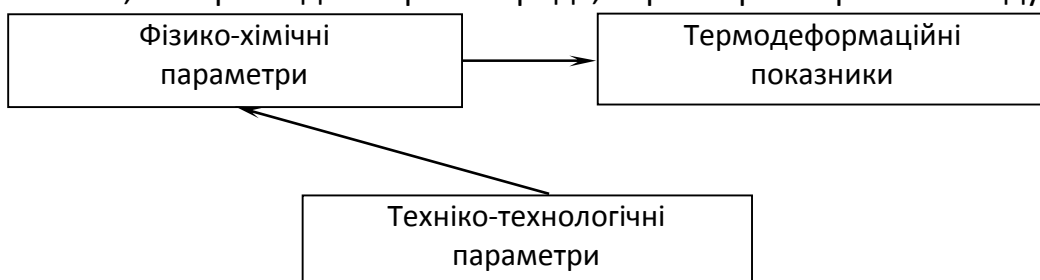 Фізико-хімічні
параметри
Термодеформаційні
показники
Техніко-технологічні
параметри